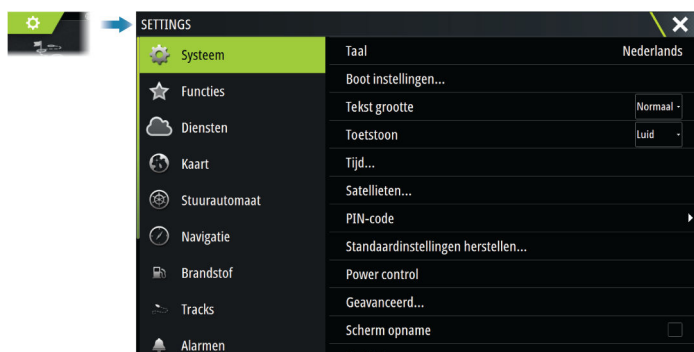 SETTINGS
Systeem
Functies
Diensten
Kaart
Stuurautomaat
Navigatie
Brandstof
Tracks
Alarmen
Taal Nederlands
Boot instellingen...
Tekst grootte Normaal
Toetstoon Luid
Tijd...
Satellieten...
PIN-code
Standaardinstellingen herstellen...
Power control
Geavanceerd...
Scherm opname